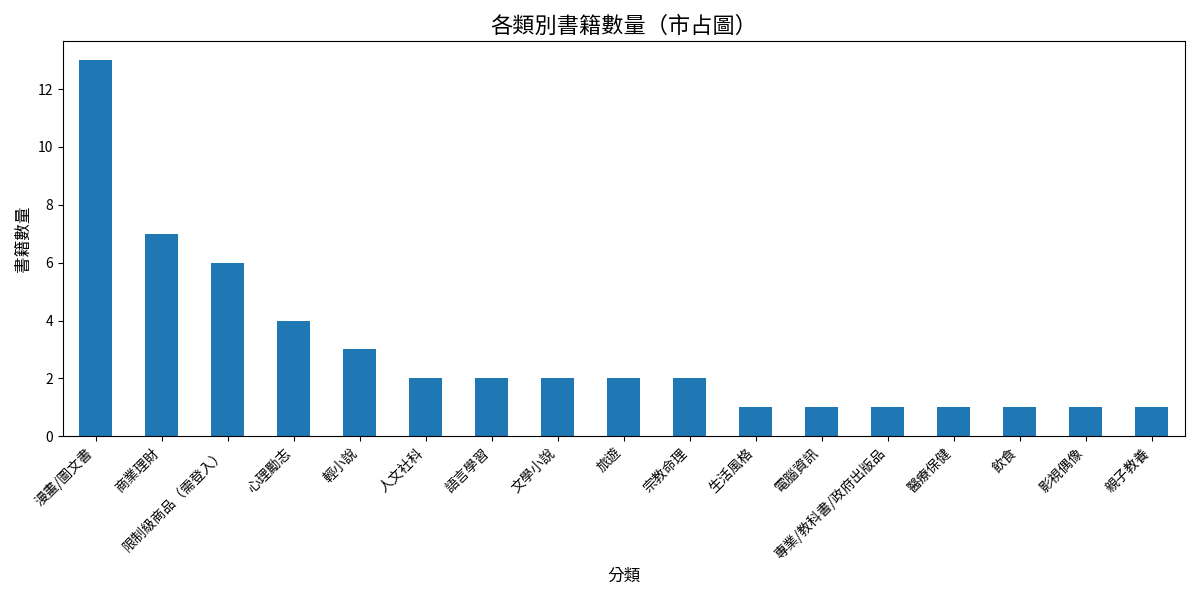 各類別書籍數量（市占圖）
書籍數量
12
10
8
6
4
2
0
漫畫/圖文書
商業理財
限制級商品（需登入）
心理勵志
輕小說
人文社科
語言學習
文學小說
旅遊
宗教命理
生活風格
電腦資訊
專業/教科書/政府出版品
醫療保健
飲食
影視偶像
親子教養
分類